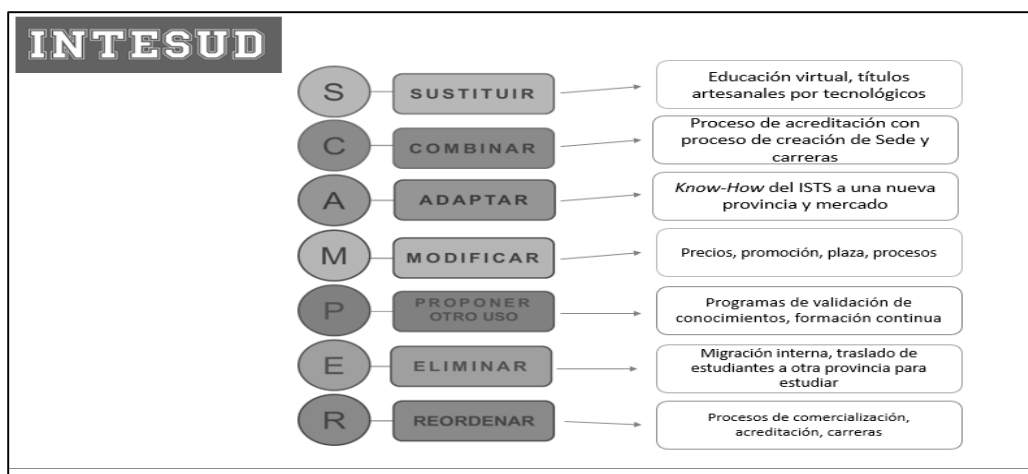 INTESUD
S SUSTITUIR Educación virtual, títulos
artesanales por tecnológicos
C COMBINAR Proceso de acreditación con
proceso de creación de Sede y
carreras
A ADAPTAR Know-How del ISTS a una nueva
provincia y mercado
M MODIFICAR Precios, promoción, plaza, procesos
P PROPONER
OTRO USO
Programas de validación de
conocimientos, formación continua
E ELIMINAR Migración interna, traslado de
estudiantes a otra provincia para
estudiar
R REORDENAR Procesos de comercialización,
acreditación, carreras